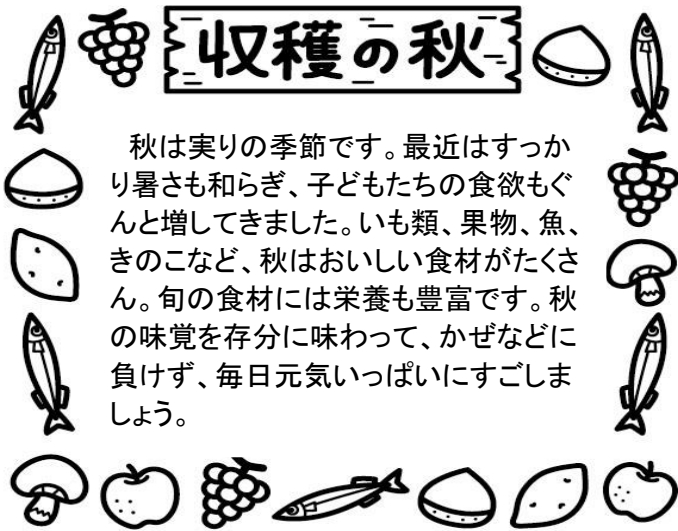 収穫の秋
秋は実りの季節です。最近はすっか
り暑さも和らぎ、子どもたちの食欲もぐ
んと増してきました。いも類、果物、魚、
きのこなど、秋はおいしい食材がたくさ
ん。旬の食材には栄養も豊富です。秋
の味覚を存分に味わって、かぜなどに
負けず、毎日元気いっぱいにすごしま
しょう。